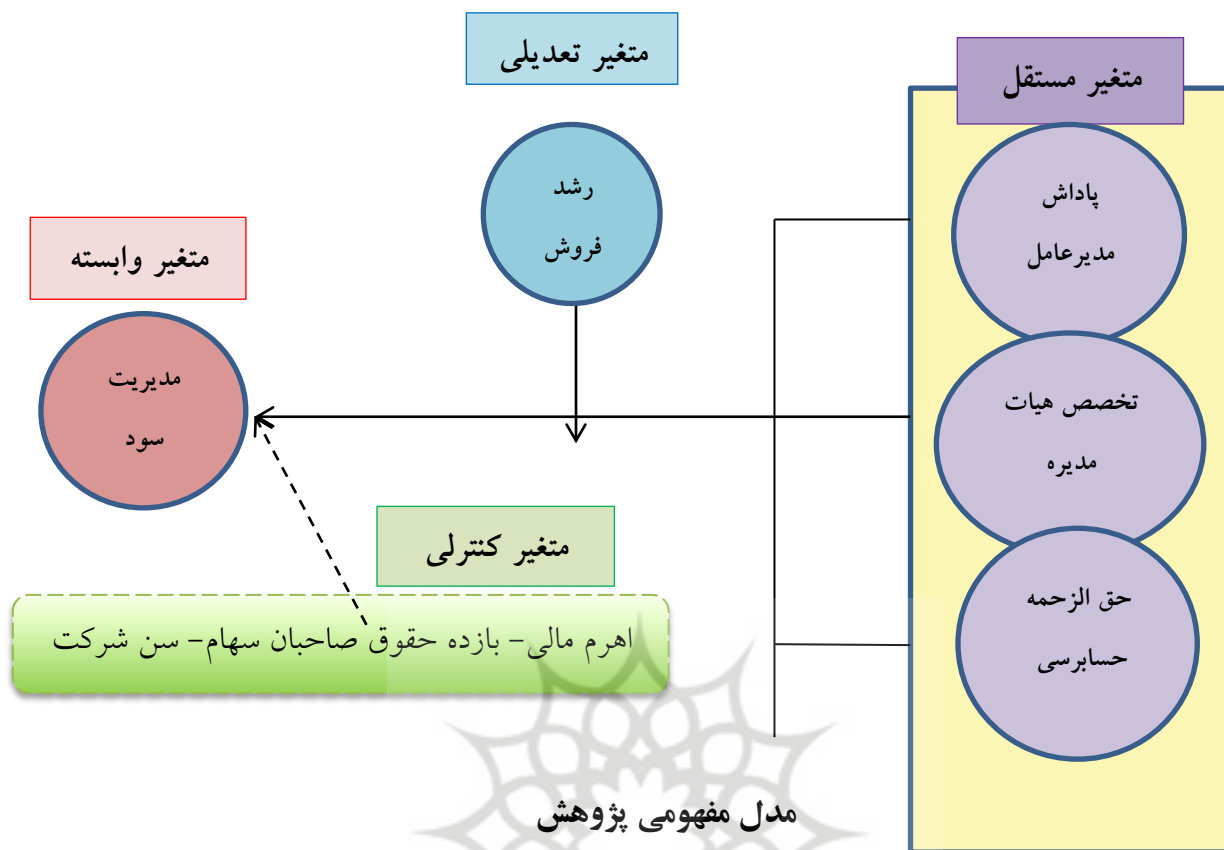 متغیر مستقل
پاداش
مدیرعامل
تخصص هیات
مدیره
حق الزحمه
حسابرسی
متغیر تعدیلی
رشد
فروش
متغیر وابسته
مدیریت
سود
متغیر کنترلی
اهرم مالی- بازده حقوق صاحبان سهام- سن شرکت
مدل مفهومی پژوهش